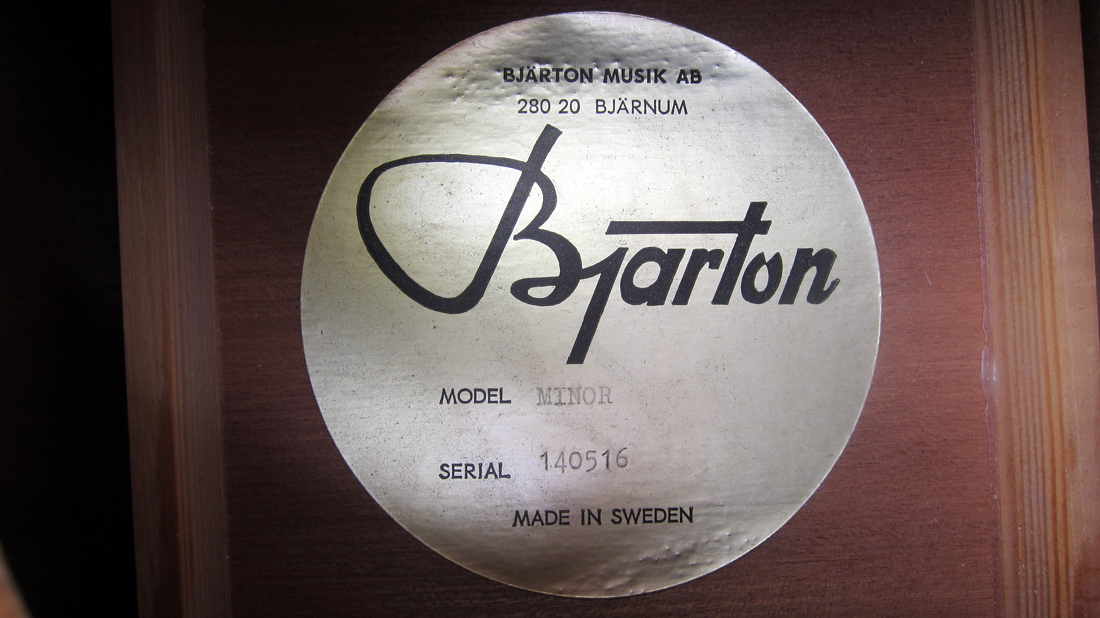 BJÄRTON MUSIK AB
280 20 BJÄRNUM
Bjarton
MODEL MINOR
SERIAL 140516
MADE IN SWEDEN